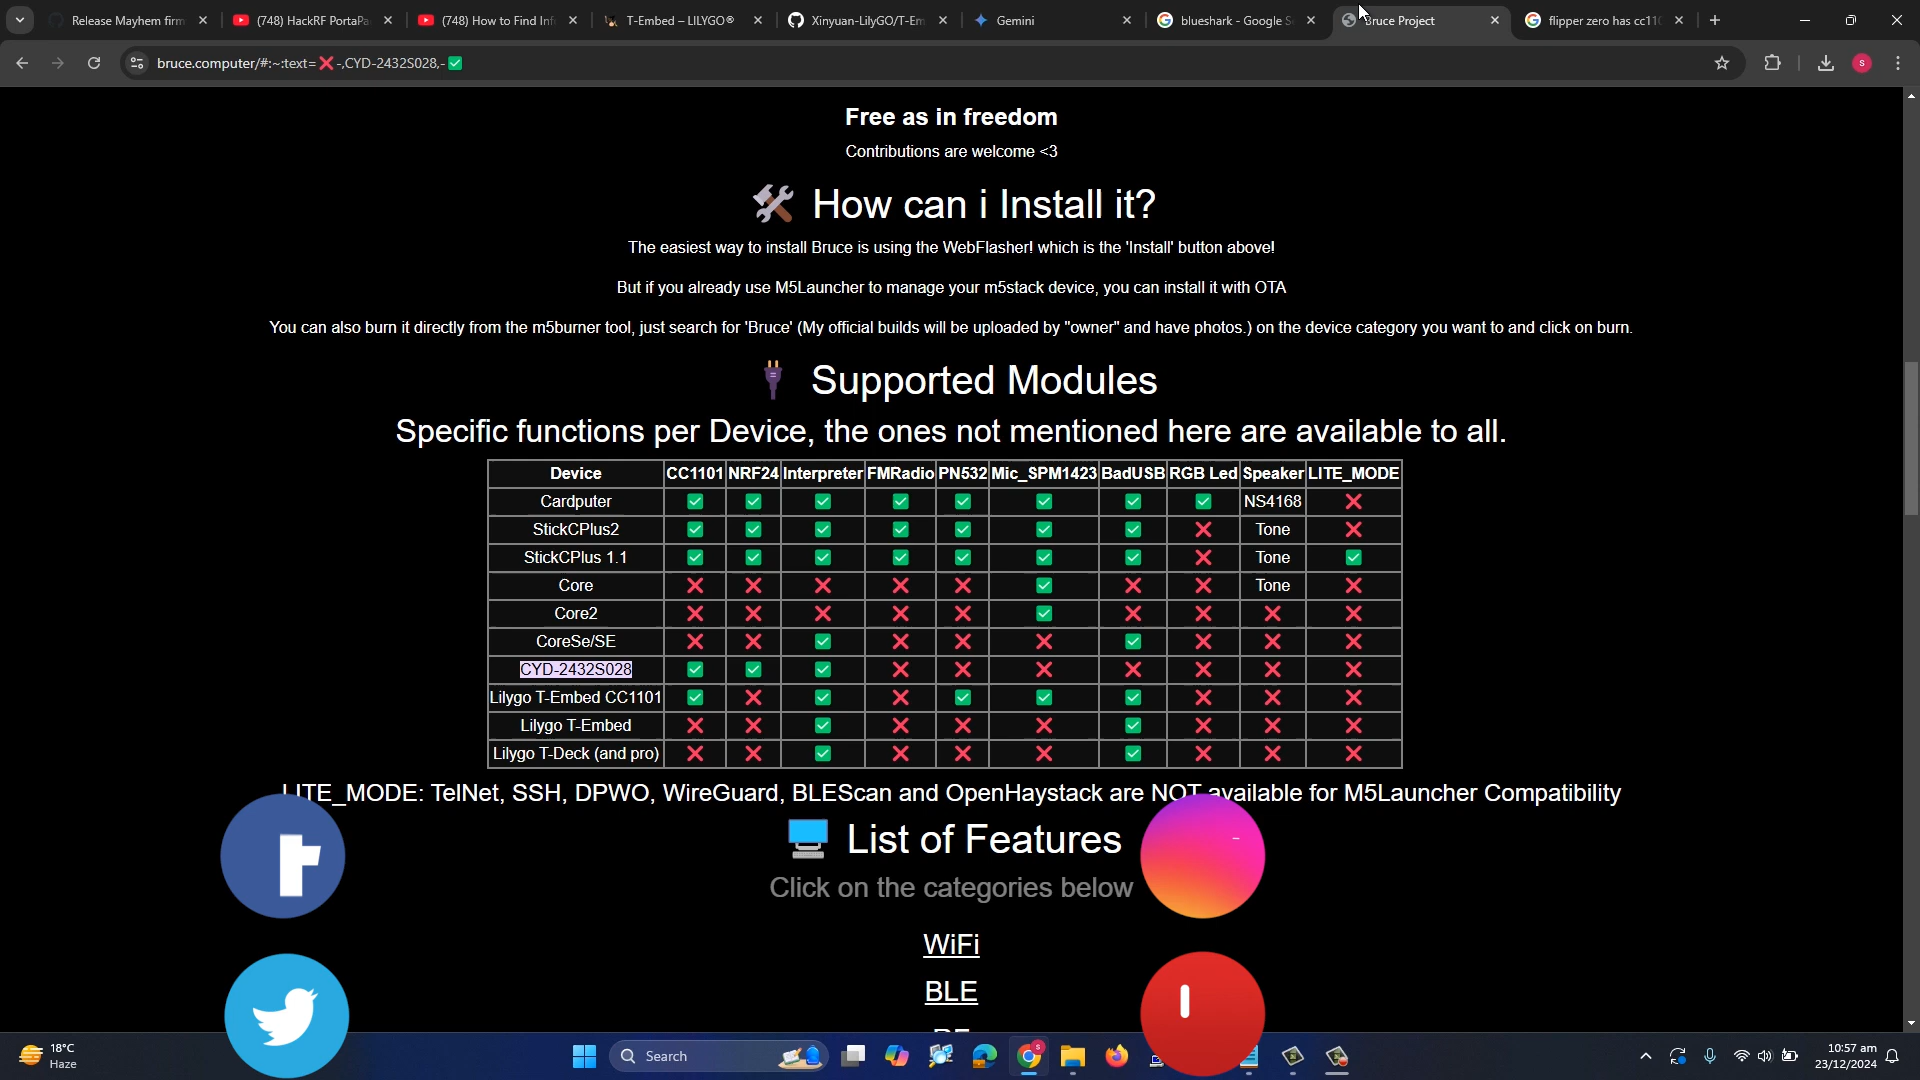 Release Mayhem firm
(748) HackRF PortaPa
(748) How to Find Inf
T-Embed – LILYGO®
Xinyuan-LilyGO/T-Em
Gemini
blueshark - Google S
Bruce Project
flipper zero has cc110
bruce.computer/#:~:text=❌-,CYD-2432S028,-✅
S
Free as in freedom
Contributions are welcome <3
🛠 How can i Install it?
The easiest way to install Bruce is using the WebFlasher! which is the 'Install' button above!
But if you already use M5Launcher to manage your m5stack device, you can install it with OTA
You can also burn it directly from the m5burner tool, just search for 'Bruce' (My official builds will be uploaded by "owner" and have photos.) on the device category you want to and click on burn.
🔌 Supported Modules
Specific functions per Device, the ones not mentioned here are available to all.
Device CC1101 NRF24 Interpreter FMRadio PN532 Mic_SPM1423 BadUSB RGB Led Speaker LITE_MODE
Cardputer ✅ ✅ ✅ ✅ ✅ ✅ ✅ ✅ NS4168 ❌
StickCPlus2 ✅ ✅ ✅ ✅ ✅ ✅ ✅ ❌ Tone ❌
StickCPlus 1.1 ✅ ✅ ✅ ✅ ✅ ✅ ✅ ❌ Tone ✅
Core ❌ ❌ ❌ ❌ ❌ ✅ ❌ ❌ Tone ❌
Core2 ❌ ❌ ❌ ❌ ❌ ✅ ❌ ❌ ❌ ❌
CoreSe/SE ❌ ❌ ✅ ❌ ❌ ❌ ✅ ❌ ❌ ❌
CYD-2432S028 ✅ ✅ ✅ ❌ ❌ ❌ ❌ ❌ ❌ ❌
Lilygo T-Embed CC1101 ✅ ❌ ✅ ❌ ✅ ✅ ✅ ❌ ❌ ❌
Lilygo T-Embed ❌ ❌ ✅ ❌ ❌ ❌ ✅ ❌ ❌ ❌
Lilygo T-Deck (and pro) ❌ ❌ ✅ ❌ ❌ ❌ ✅ ❌ ❌ ❌
LITE_MODE: TelNet, SSH, DPWO, WireGuard, BLEScan and OpenHaystack are NOT available for M5Launcher Compatibility
🖥 List of Features
Click on the categories below
WiFi
BLE
18°C
Haze
Search
10:57 am
23/12/2024